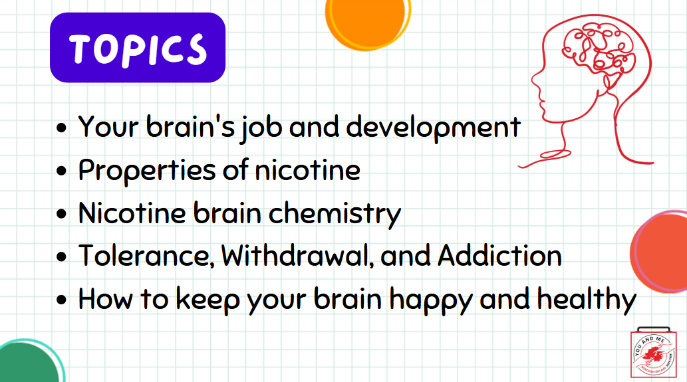 TOPICS
Your brain's job and development
Properties of nicotine
Nicotine brain chemistry
Tolerance, Withdrawal, and Addiction
How to keep your brain happy and healthy
YOU AND ME